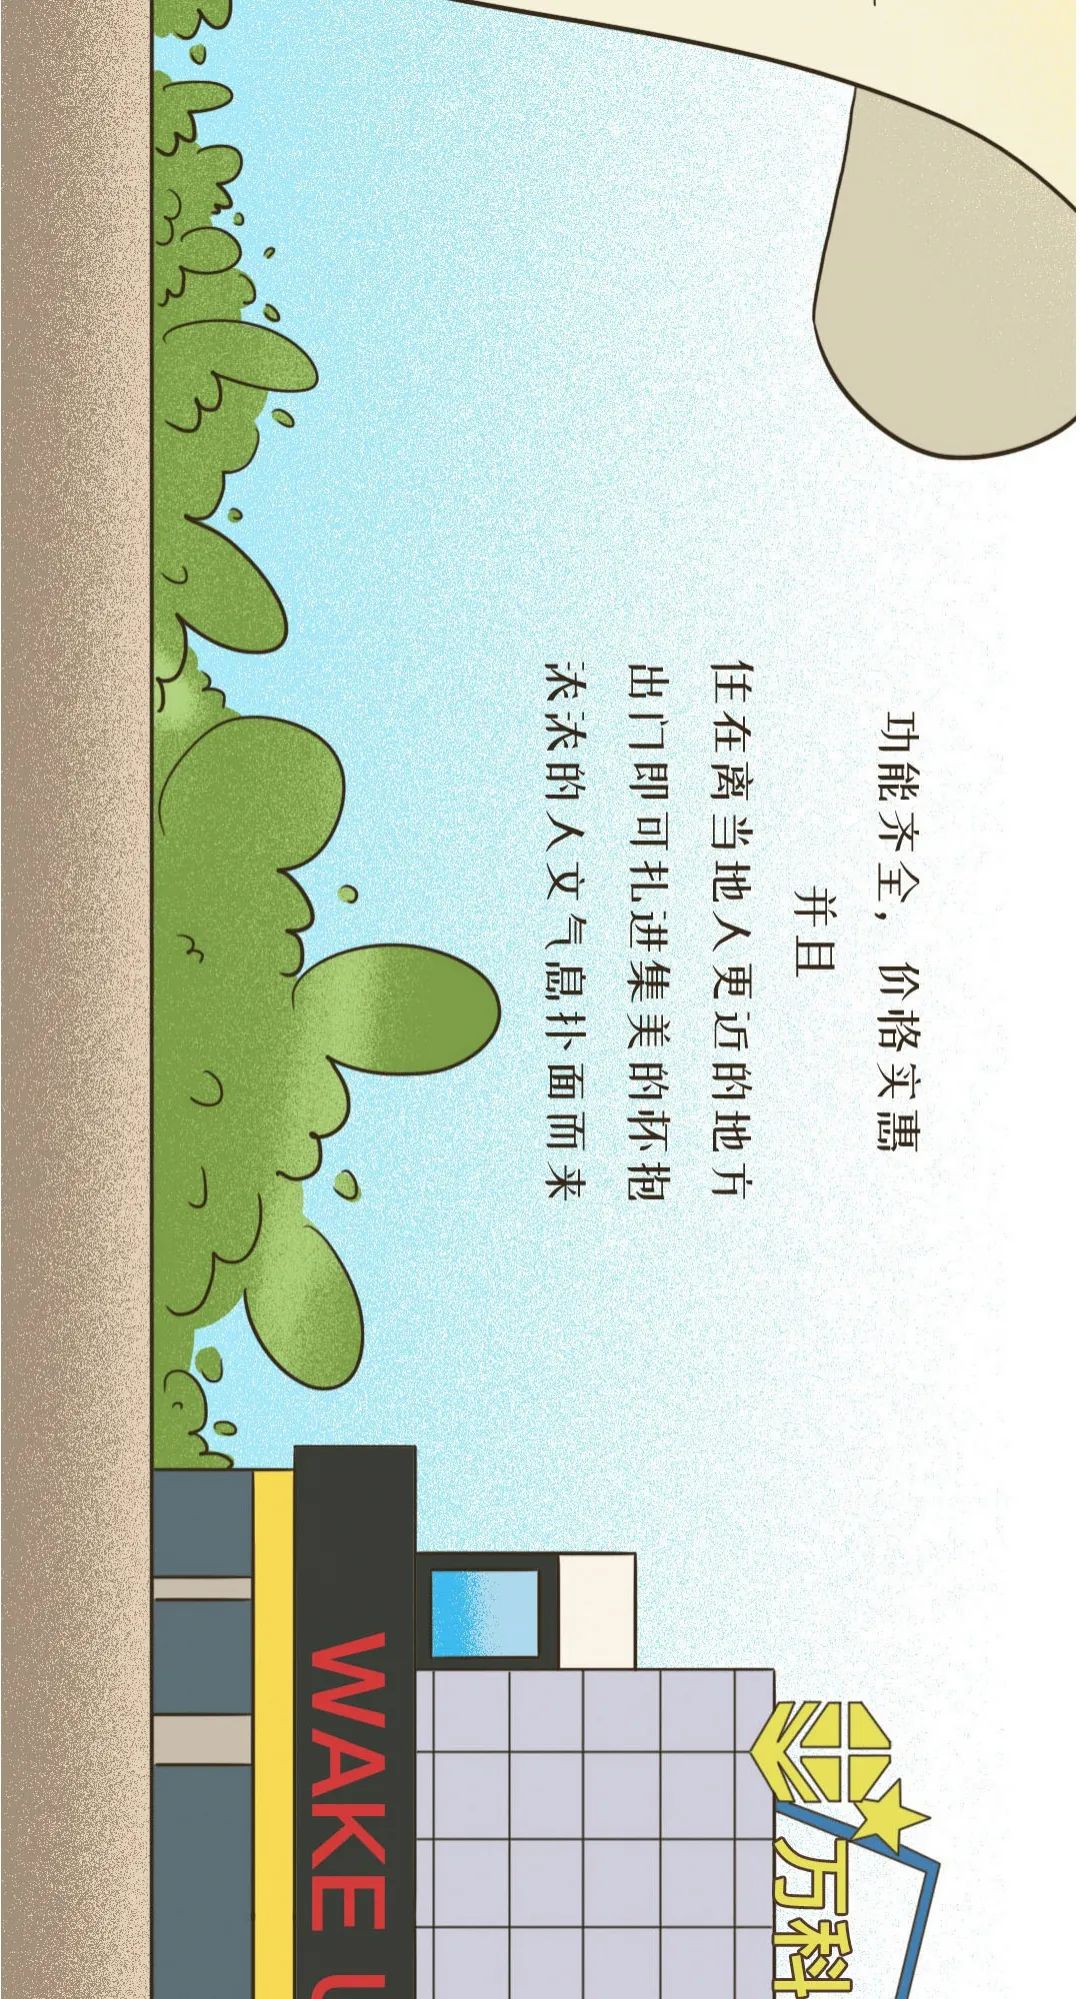 功能齐全，价格实惠
并且
住在离当地人更近的地方
出门即可扎进集美的怀抱
浓浓的人文气息扑面而来
万科
WAKE U